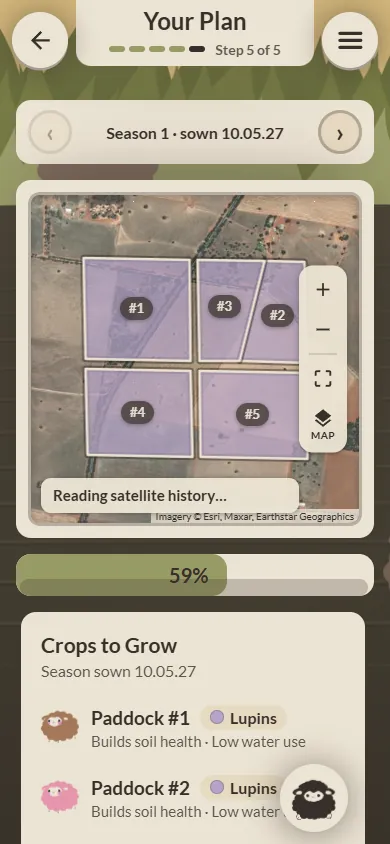 Your Plan
Step 5 of 5
Season 1 · sown 10.05.27
#1
#3
#2
#4
#5
MAP
Reading satellite history...
Imagery © Esri, Maxar, Earthstar Geographics
59%
Crops to Grow
Season sown 10.05.27
Paddock #1 Lupins
Builds soil health · Low water use
Paddock #2 Lupins
Builds soil health · Low water